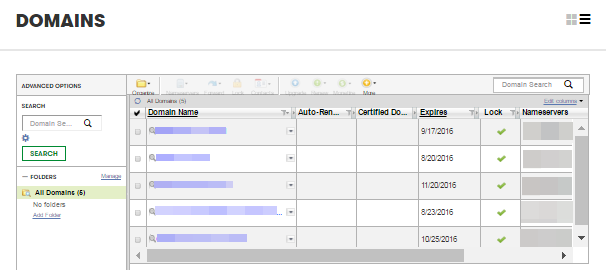 DOMAINS
ADVANCED OPTIONS
SEARCH
Domain Se...
SEARCH
FOLDERS Manage
All Domains (5)
No folders
Add Folder
Organize Nameservers Forward Lock Contacts Upgrade Renew More
Domain Search
All Domains (5) Edit columns
Domain Name Auto-Ren... Certified Do... Expires Lock Nameservers
9/17/2016
8/20/2016
11/20/2016
8/23/2016
10/25/2016